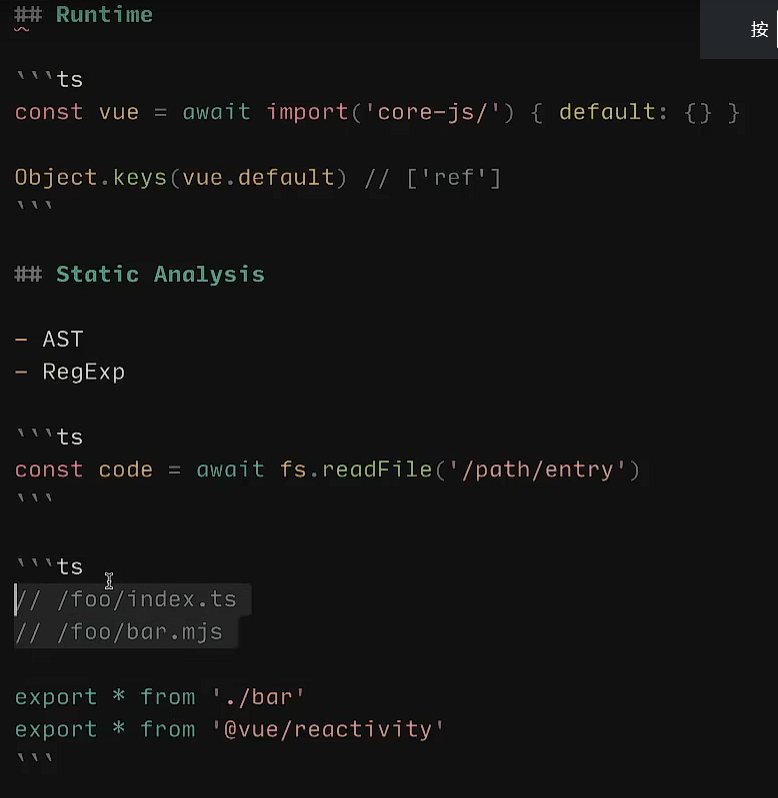 ## Runtime
按
```ts
const vue = await import('core-js/') { default: {} }
Object.keys(vue.default) // ['ref']
```
## Static Analysis
- AST
- RegExp
```ts
const code = await fs.readFile('/path/entry')
```
```ts
// /foo/index.ts
// /foo/bar.mjs
export * from './bar'
export * from '@vue/reactivity'
```